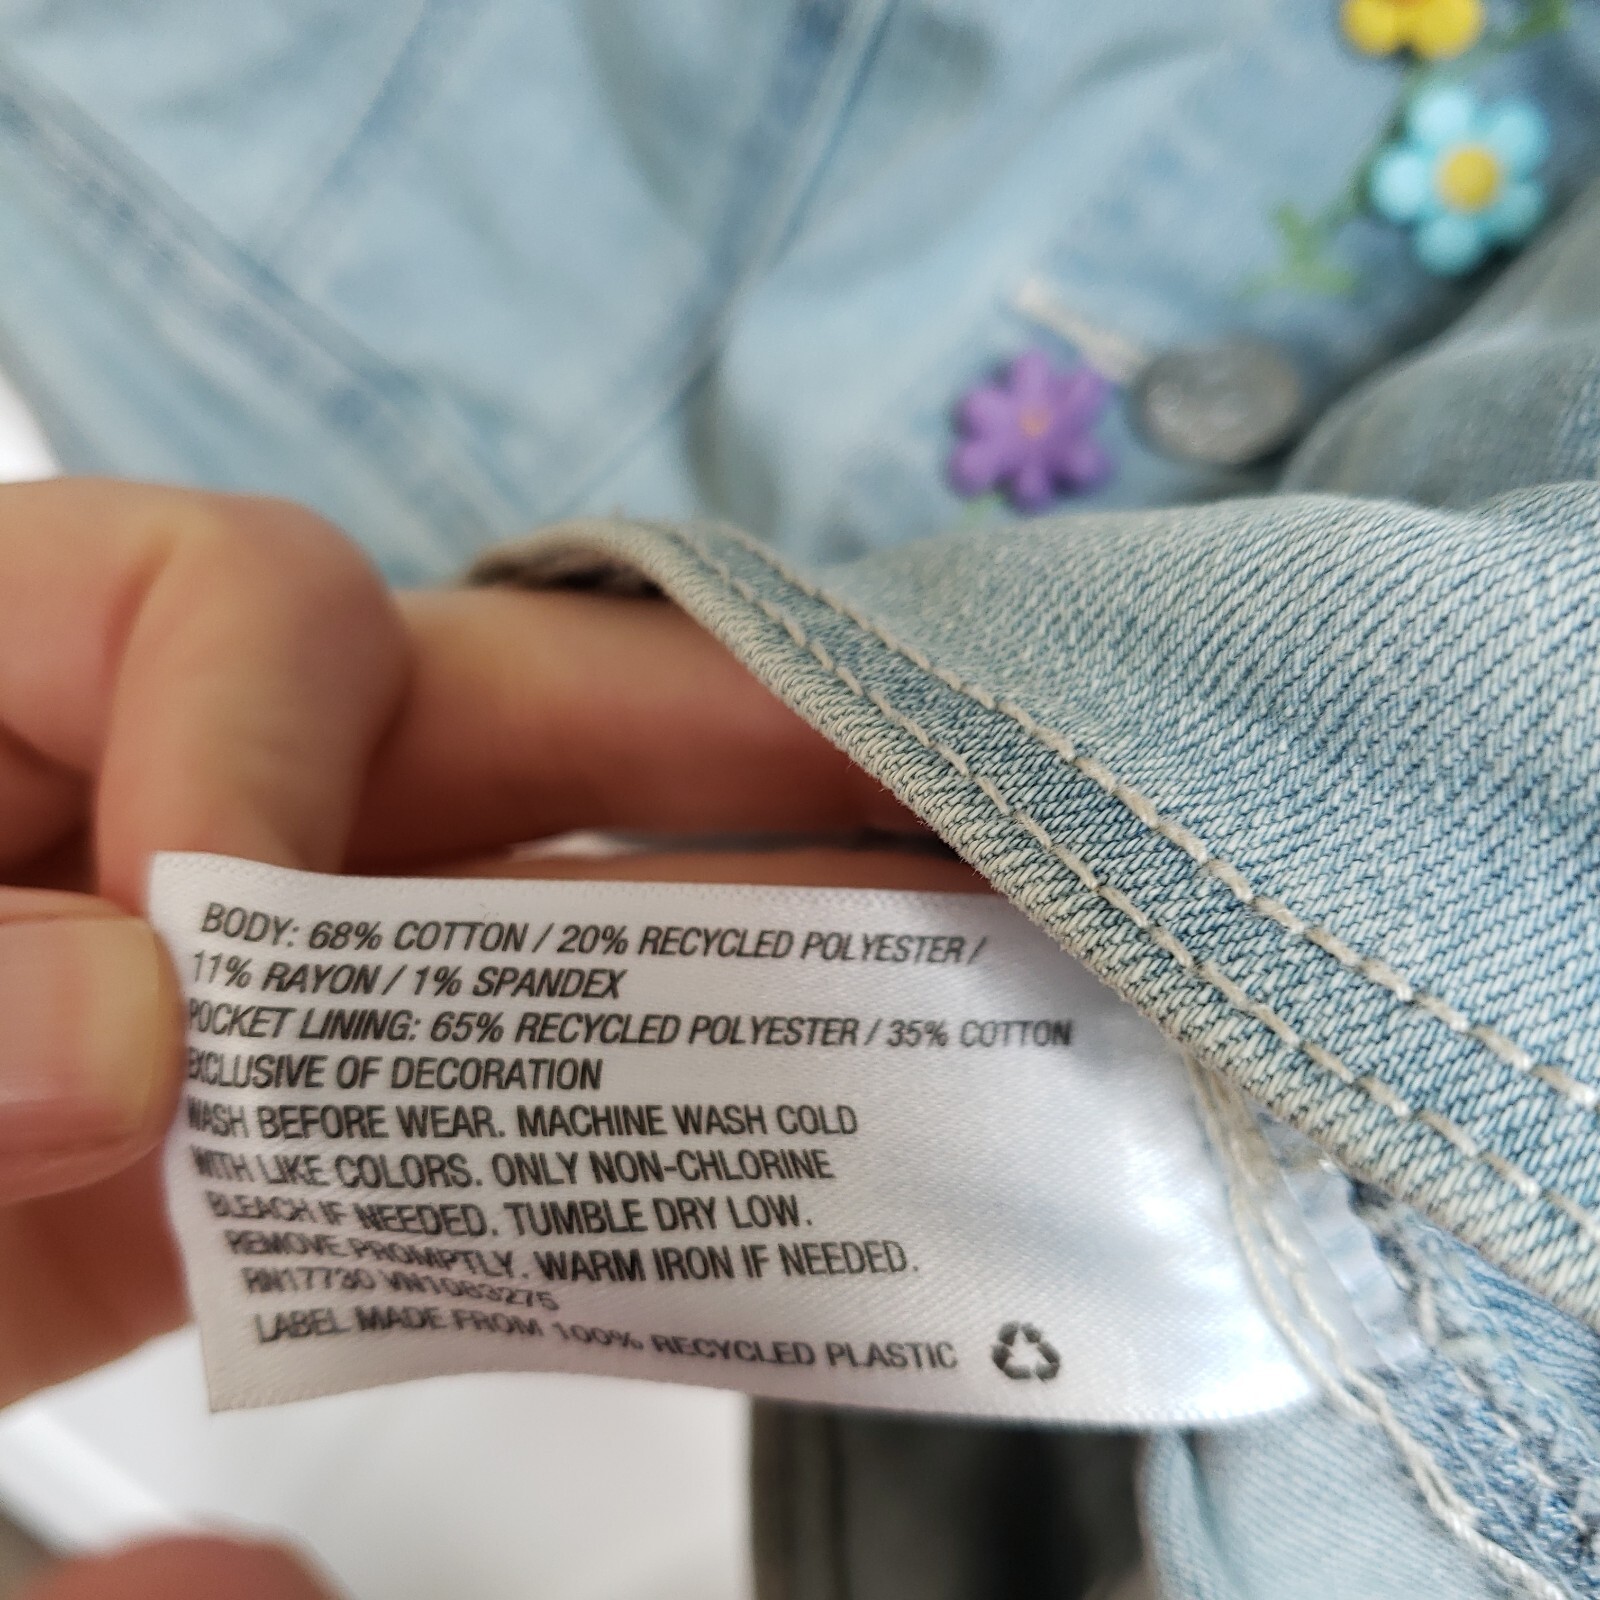 BODY: 68% COTTON / 20% RECYCLED POLYESTER /
11% RAYON / 1% SPANDEX
POCKET LINING: 65% RECYCLED POLYESTER / 35% COTTON
EXCLUSIVE OF DECORATION
WASH BEFORE WEAR. MACHINE WASH COLD
WITH LIKE COLORS. ONLY NON-CHLORINE
BLEACH IF NEEDED. TUMBLE DRY LOW.
REMOVE PROMPTLY. WARM IRON IF NEEDED.
RN17730 VN1083275
LABEL MADE FROM 100% RECYCLED PLASTIC